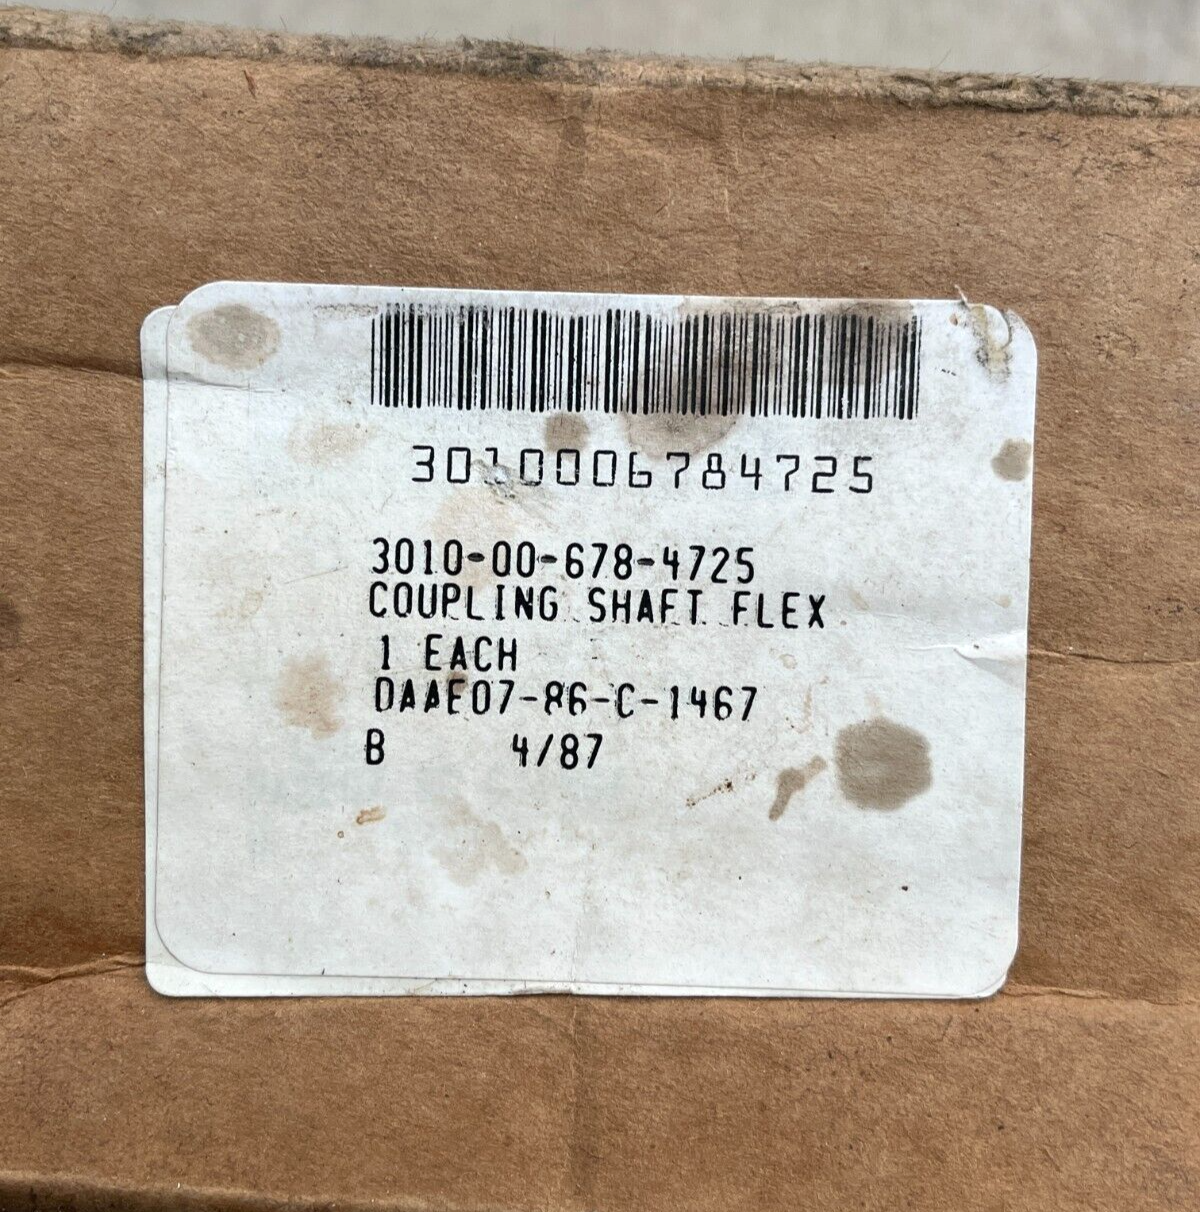 3010006784725
3010-00-678-4725
COUPLING SHAFT FLEX
1 EACH
DAAE07-86-C-1467
B 4/87